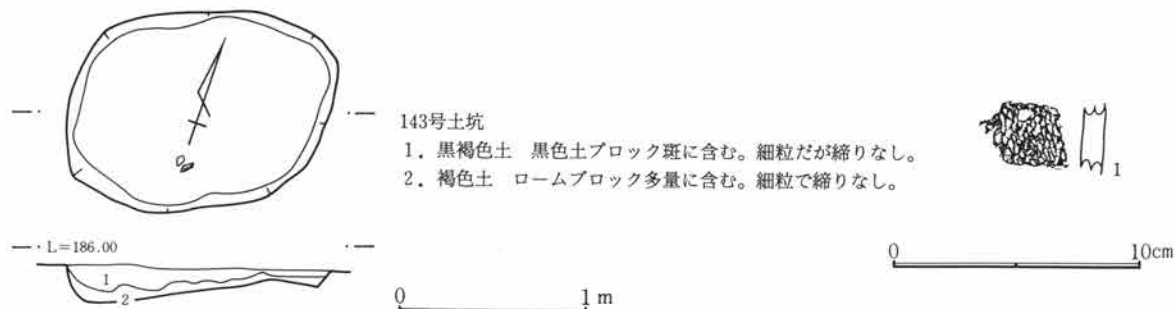 143号土坑
1．黒褐色土　黒色土ブロック斑に含む。細粒だが締りなし。
2．褐色土　ロームブロック多量に含む。細粒で締りなし。
1
L=186.00
1
2
0　1 m
0　10cm